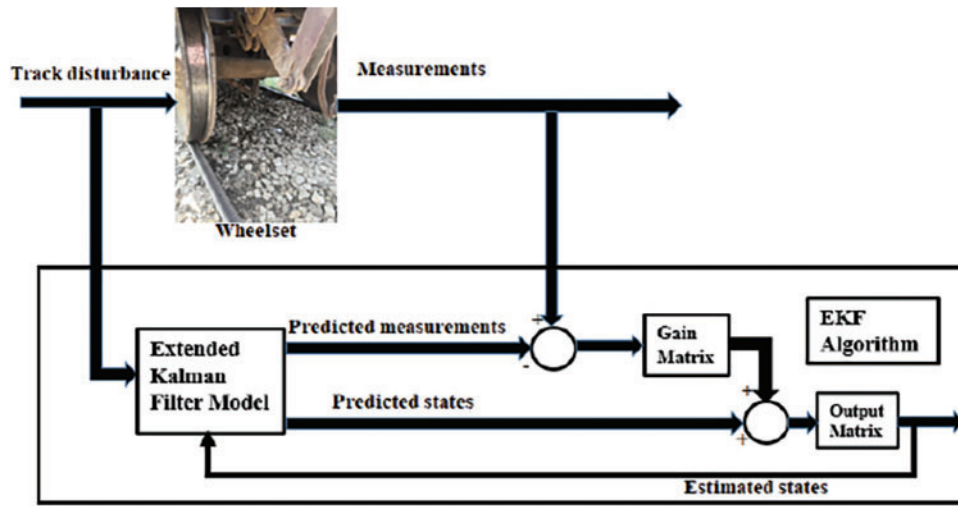 Track disturbance
Measurements
Wheelset
Extended
Kalman
Filter Model
Predicted measurements
Predicted states
+
-
Gain
Matrix
+
+
EKF
Algorithm
Output
Matrix
Estimated states